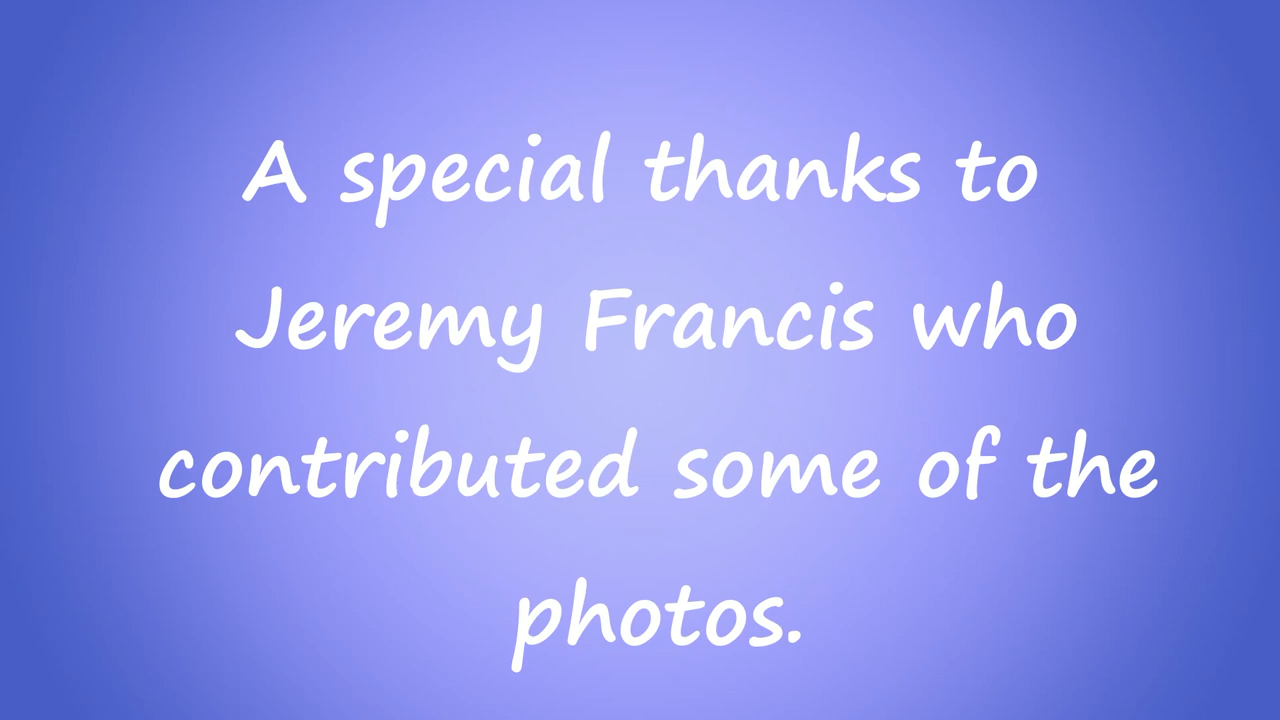 A special thanks to
Jeremy Francis who
contributed some of the
photos.